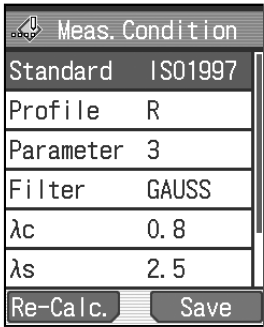 Meas. Condition
Standard ISO1997
Profile R
Parameter 3
Filter GAUSS
λc 0.8
λs 2.5
Re-Calc. Save